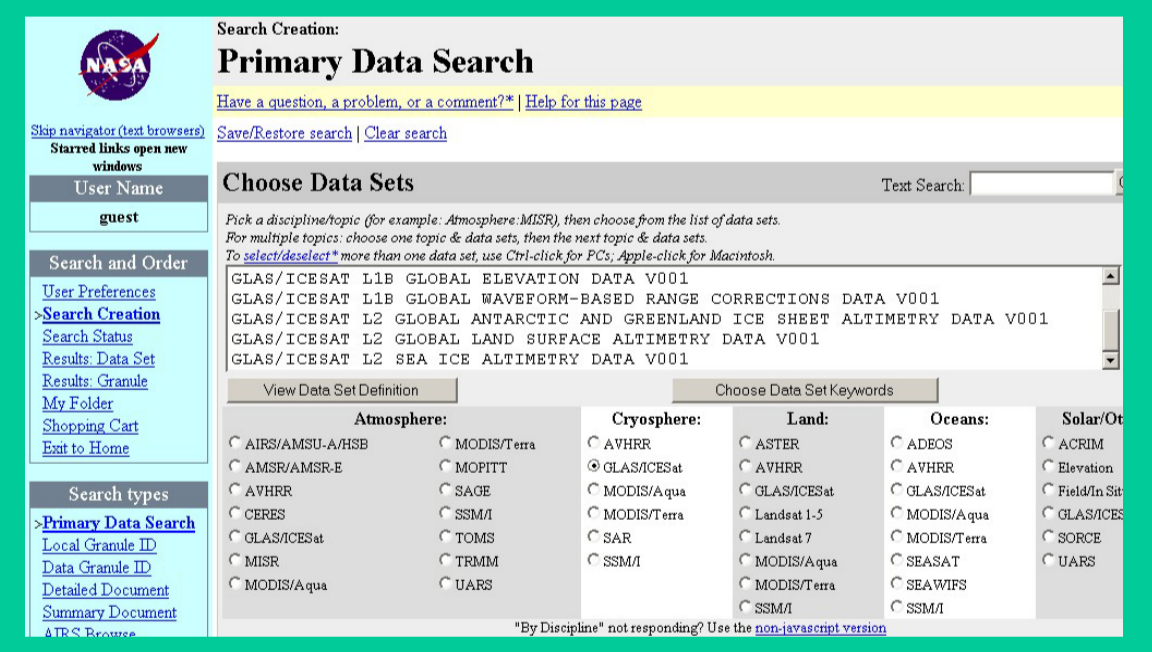 NASA
Skip navigator (text browsers)
Starred links open new
windows
User Name
guest
Search and Order
User Preferences
>Search Creation
Search Status
Results: Data Set
Results: Granule
My Folder
Shopping Cart
Exit to Home
Search types
>Primary Data Search
Local Granule ID
Data Granule ID
Detailed Document
Summary Document
AIRS Browse
Search Creation:
Primary Data Search
Have a question, a problem, or a comment?* | Help for this page
Save/Restore search | Clear search
Choose Data Sets Text Search:
Pick a discipline/topic (for example: Atmosphere:MISR), then choose from the list of data sets.
For multiple topics: choose one topic & data sets, then the next topic & data sets.
To select/deselect* more than one data set, use Ctrl-click for PCs; Apple-click for Macintosh.
GLAS/ICESAT L1B GLOBAL ELEVATION DATA V001
GLAS/ICESAT L1B GLOBAL WAVEFORM-BASED RANGE CORRECTIONS DATA V001
GLAS/ICESAT L2 GLOBAL ANTARCTIC AND GREENLAND ICE SHEET ALTIMETRY DATA V001
GLAS/ICESAT L2 GLOBAL LAND SURFACE ALTIMETRY DATA V001
GLAS/ICESAT L2 SEA ICE ALTIMETRY DATA V001
View Data Set Definition Choose Data Set Keywords
Atmosphere: Cryosphere: Land: Oceans: Solar/Ot
AIRS/AMSU-A/HSB MODIS/Terra AVHRR ASTER ADEOS ACRIM
AMSR/AMSR-E MOPITT GLAS/ICESat AVHRR AVHRR Elevation
AVHRR SAGE MODIS/Aqua GLAS/ICESat GLAS/ICESat Field/In Sit
CERES SSM/I MODIS/Terra Landsat 1-5 MODIS/Aqua GLAS/ICES
GLAS/ICESat TOMS SAR Landsat 7 MODIS/Terra SORCE
MISR TRMM SSM/I MODIS/Aqua SEASAT UARS
MODIS/Aqua UARS MODIS/Terra SEAWIFS
SSM/I SSM/I
"By Discipline" not responding? Use the non-javascript version